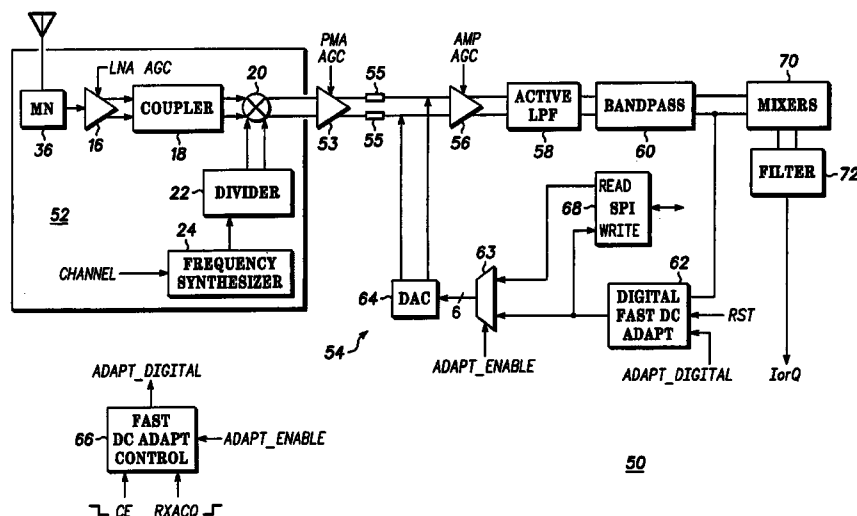 PMA
AGC
AMP
AGC
LNA AGC
20
70
MN
COUPLER
ACTIVE
LPF
BANDPASS
MIXERS
36
16
18
53
55
55
56
58
60
FILTER
72
22
DIVIDER
52
24
FREQUENCY
SYNTHESIZER
CHANNEL
READ
68 SPI
WRITE
63
64
DAC
6
62
DIGITAL
FAST DC
ADAPT
RST
54
ADAPT_ENABLE
ADAPT_DIGITAL
IorQ
ADAPT_DIGITAL
66
FAST
DC ADAPT
CONTROL
ADAPT_ENABLE
50
CE
RXACQ